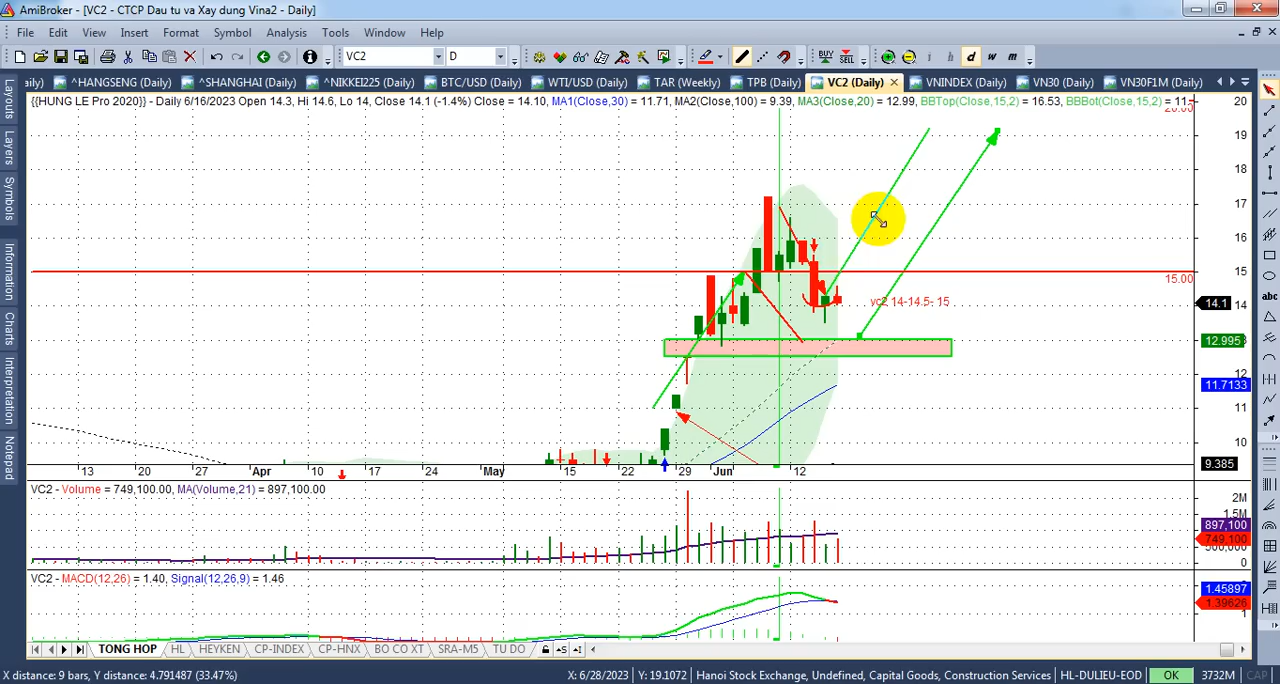 AmiBroker - [VC2 - CTCP Dau tu va Xay dung Vina2 - Daily]
File Edit View Insert Format Symbol Analysis Tools Window Help
VC2 D BUY SELL i h d w m
ily) ^HANGSENG (Daily) ^SHANGHAI (Daily) ^NIKKEI225 (Daily) BTC/USD (Daily) WTI/USD (Daily) TAR (Weekly) TPB (Daily) VC2 (Daily) VNINDEX (Daily) VN30 (Daily) VN30F1M (Daily)
Layouts
Layers
Symbols
Information
Charts
Interpretation
Notepad
{{HUNG LE Pro 2020}} - Daily 6/16/2023 Open 14.3, Hi 14.6, Lo 14, Close 14.1 (-1.4%) Close = 14.10, MA1(Close,30) = 11.71, MA2(Close,100) = 9.39, MA3(Close,20) = 12.99, BBTop(Close,15,2) = 16.53, BBBot(Close,15,2) = 11.
20
20.00
19
18
17
16
15
15.00
vc2 14-14.5- 15
14.1
14
12.995
12
11.7133
11
10
9.385
13 20 27 Apr 10 17 24 May 15 22 29 Jun 12
VC2 - Volume = 749,100.00, MA(Volume,21) = 897,100.00
2M
1.5M
897,100
749,100
500,000
0
VC2 - MACD(12,26) = 1.40, Signal(12,26,9) = 1.46
1.45897
1.39626
1
TONG HOP HL HEYKEN CP-INDEX CP-HNX BO CO XT SRA-M5 TU DO
X distance: 9 bars, Y distance: 4.791487 (33.47%) X: 6/28/2023 Y: 19.1072 Hanoi Stock Exchange, Undefined, Capital Goods, Construction Services HL-DULIEU-EOD OK 3732M CAP